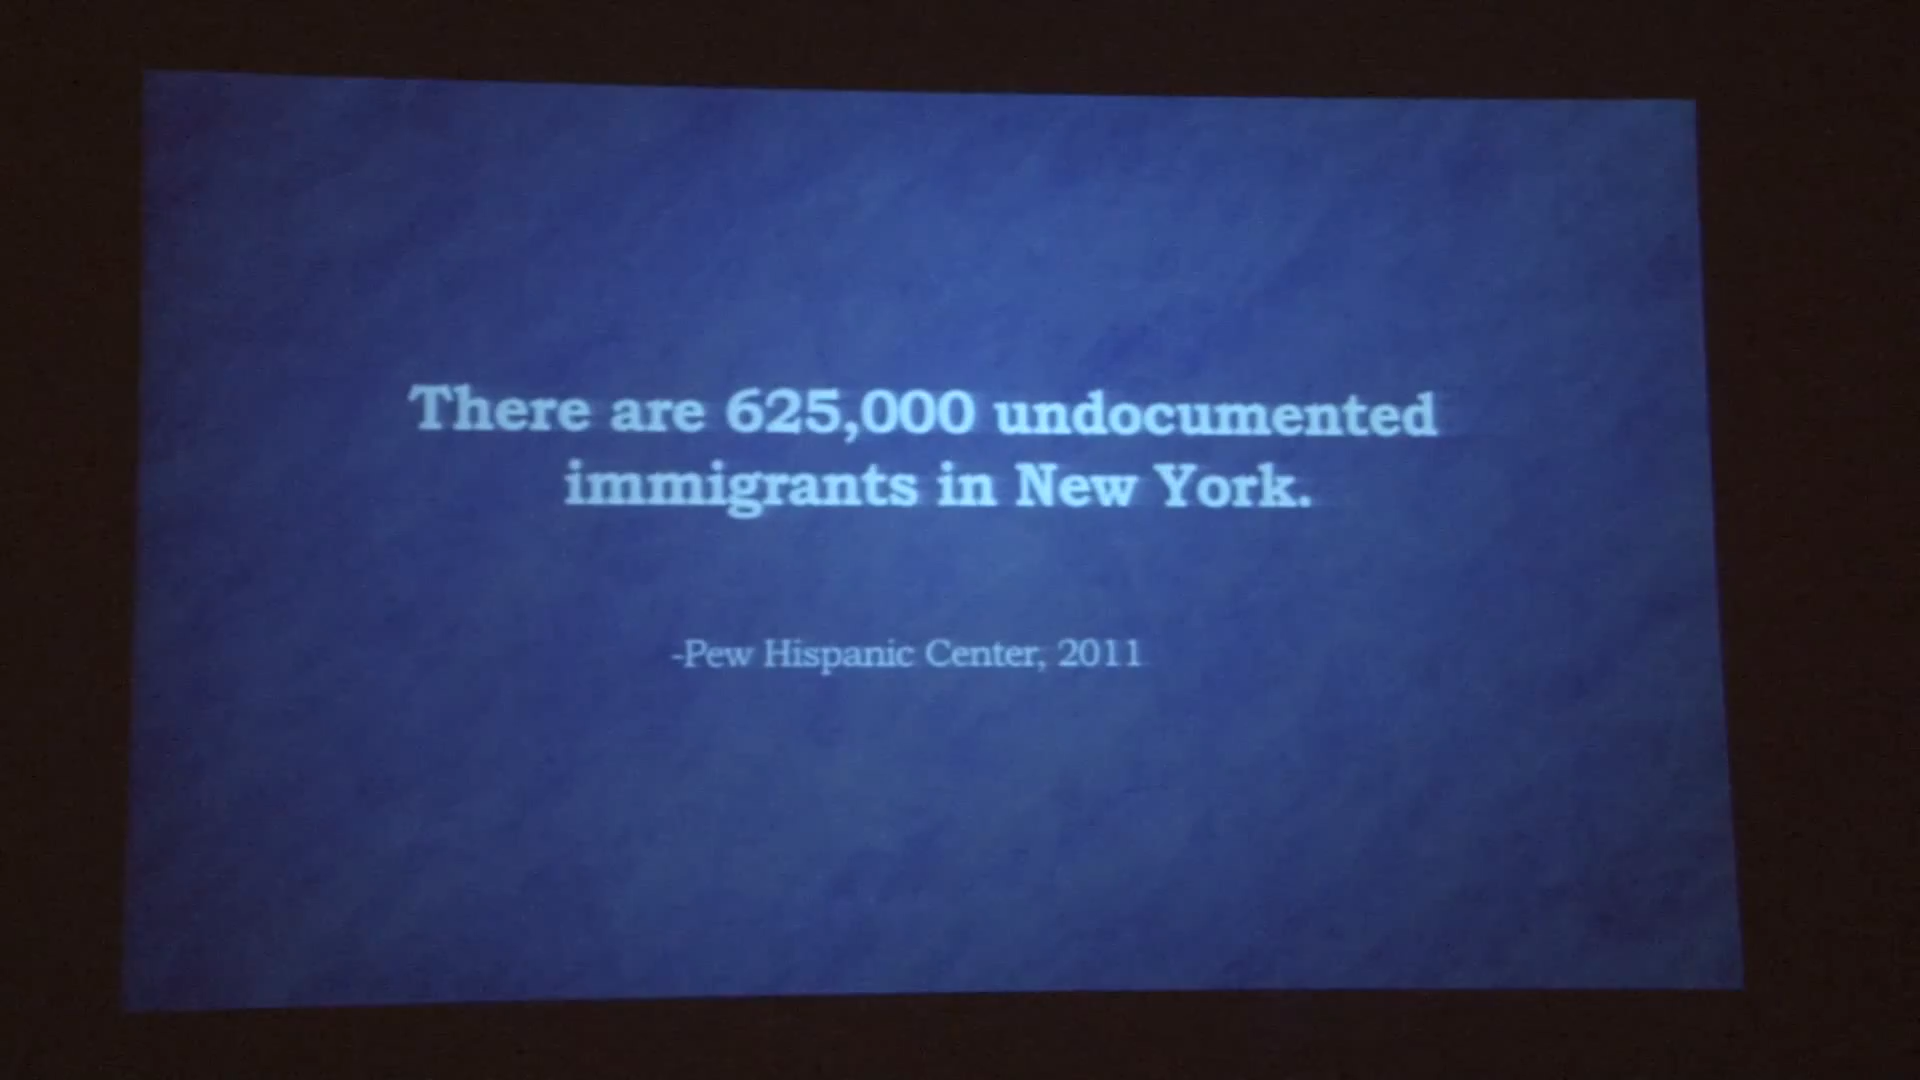 There are 625,000 undocumented
immigrants in New York.
-Pew Hispanic Center, 2011